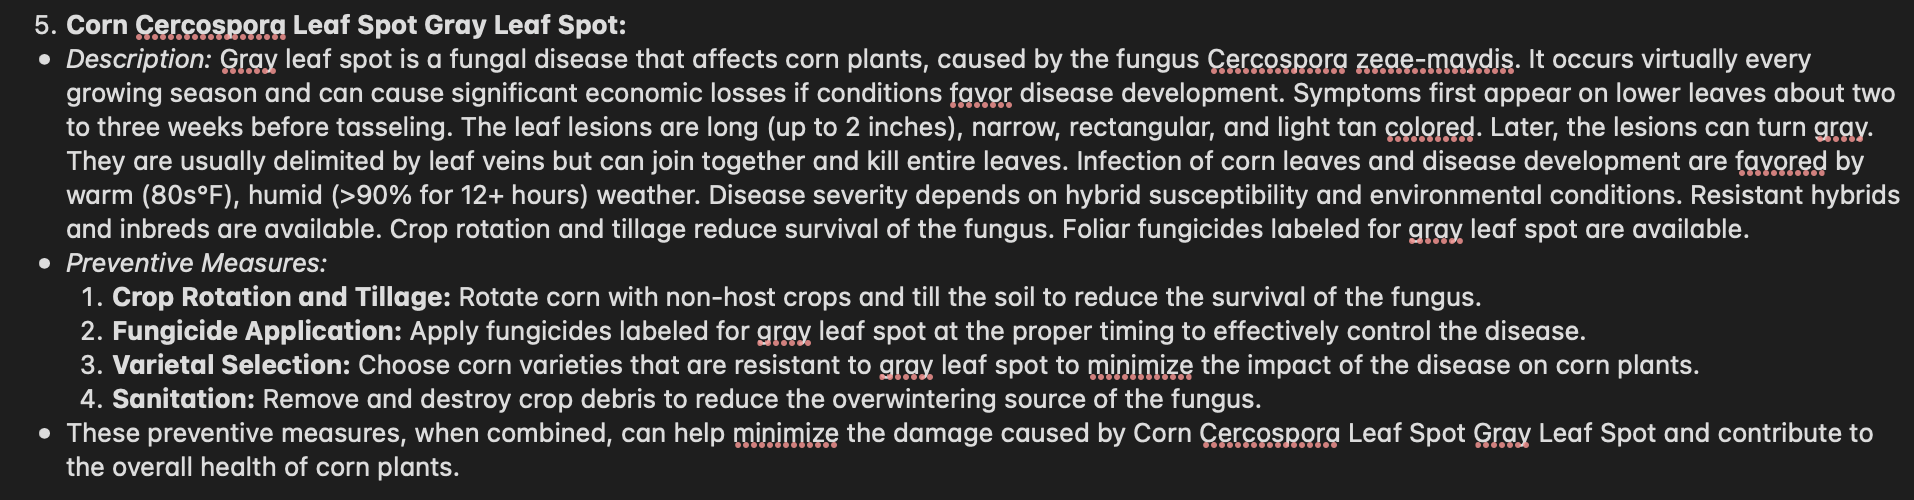 5. Corn Cercospora Leaf Spot Gray Leaf Spot:
• Description: Gray leaf spot is a fungal disease that affects corn plants, caused by the fungus Cercospora zeae-maydis. It occurs virtually every
growing season and can cause significant economic losses if conditions favor disease development. Symptoms first appear on lower leaves about two
to three weeks before tasseling. The leaf lesions are long (up to 2 inches), narrow, rectangular, and light tan colored. Later, the lesions can turn gray.
They are usually delimited by leaf veins but can join together and kill entire leaves. Infection of corn leaves and disease development are favored by
warm (80s°F), humid (>90% for 12+ hours) weather. Disease severity depends on hybrid susceptibility and environmental conditions. Resistant hybrids
and inbreds are available. Crop rotation and tillage reduce survival of the fungus. Foliar fungicides labeled for gray leaf spot are available.
• Preventive Measures:
1. Crop Rotation and Tillage: Rotate corn with non-host crops and till the soil to reduce the survival of the fungus.
2. Fungicide Application: Apply fungicides labeled for gray leaf spot at the proper timing to effectively control the disease.
3. Varietal Selection: Choose corn varieties that are resistant to gray leaf spot to minimize the impact of the disease on corn plants.
4. Sanitation: Remove and destroy crop debris to reduce the overwintering source of the fungus.
• These preventive measures, when combined, can help minimize the damage caused by Corn Cercospora Leaf Spot Gray Leaf Spot and contribute to
the overall health of corn plants.